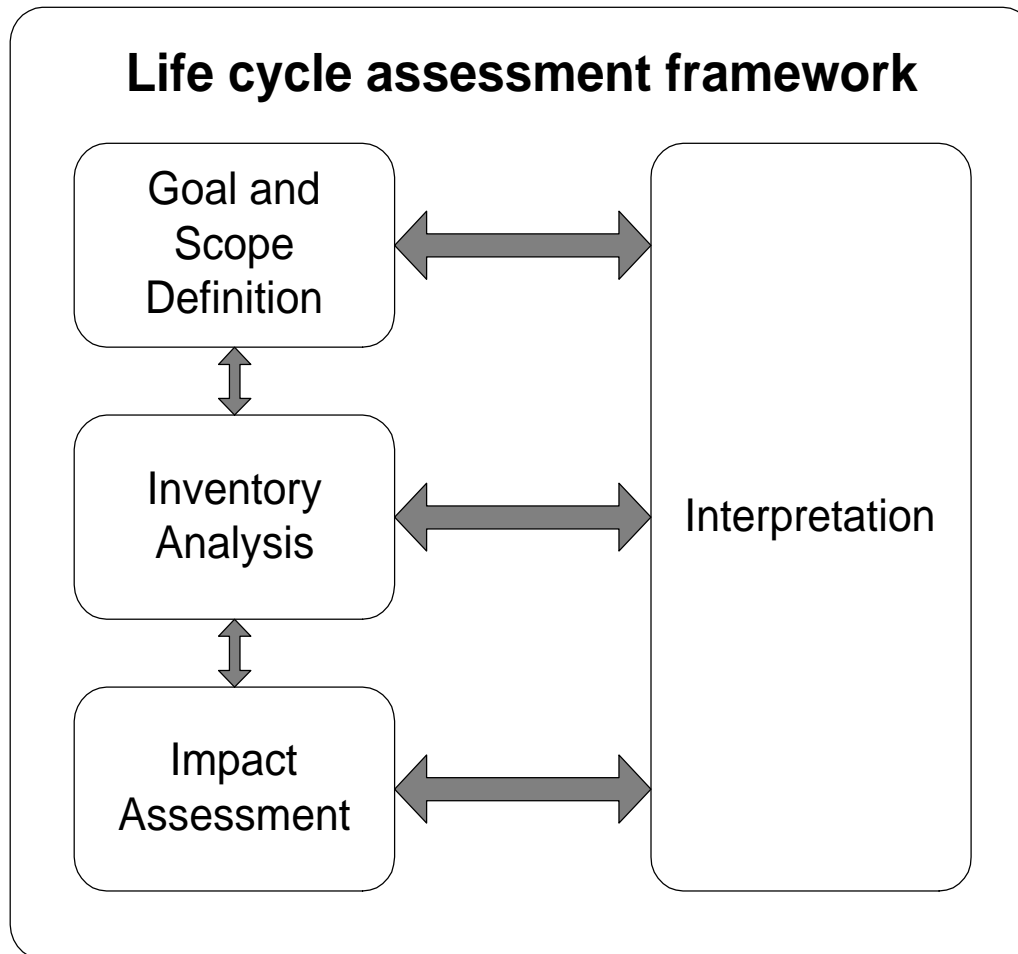 Life cycle assessment framework
Goal and
Scope
Definition
Inventory
Analysis
Interpretation
Impact
Assessment